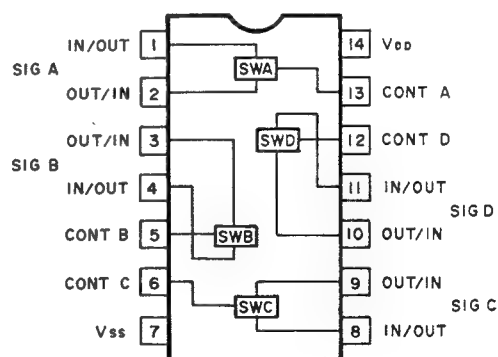 IN/OUT 1
SIG A
OUT/IN 2
OUT/IN 3
SIG B
IN/OUT 4
CONT B 5
CONT C 6
Vss 7
SWA
SWD
SWB
SWC
14 VDD
13 CONT A
12 CONT D
11 IN/OUT
SIG D
10 OUT/IN
9 OUT/IN
SIG C
8 IN/OUT